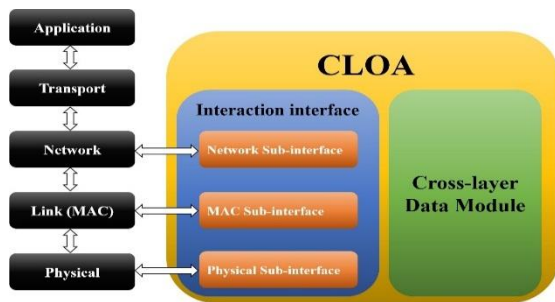 Application
Transport
Network
Link (MAC)
Physical
CLOA
Interaction interface
Network Sub-interface
MAC Sub-interface
Physical Sub-interface
Cross-layer
Data Module